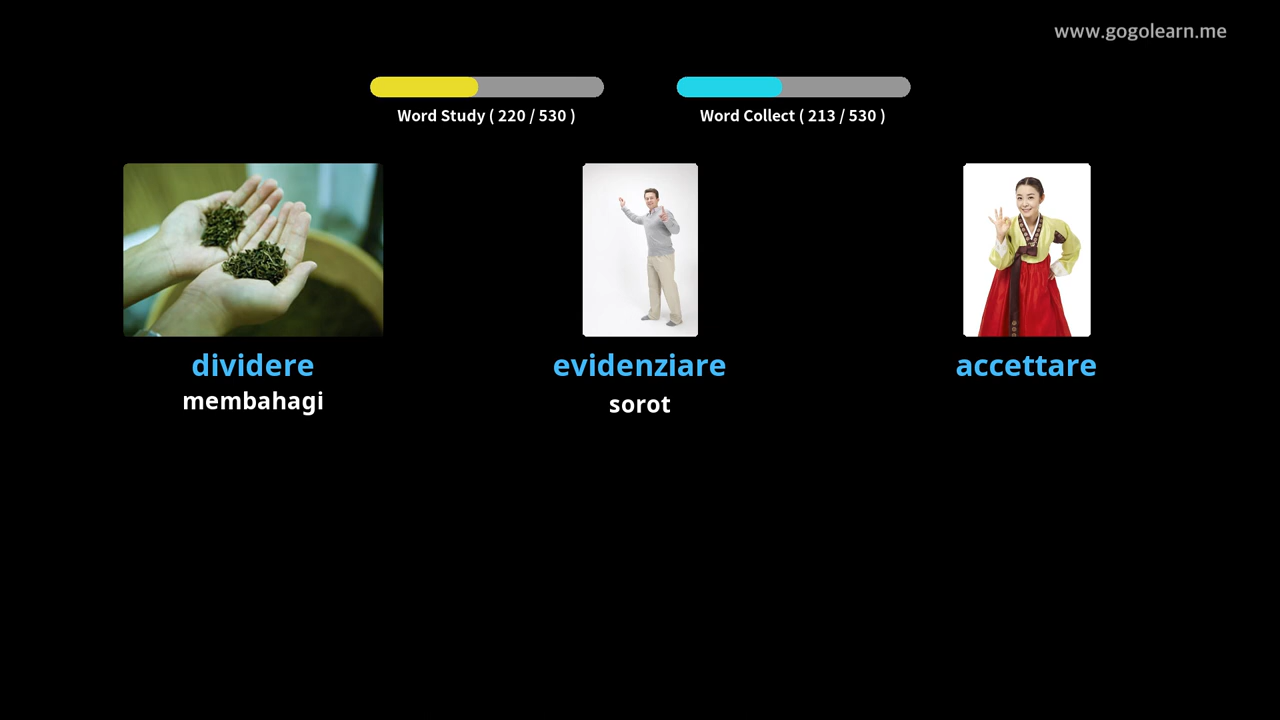 www.gogolearn.me
Word Study ( 220 / 530 )
Word Collect ( 213 / 530 )
dividere
membahagi
evidenziare
sorot
accettare